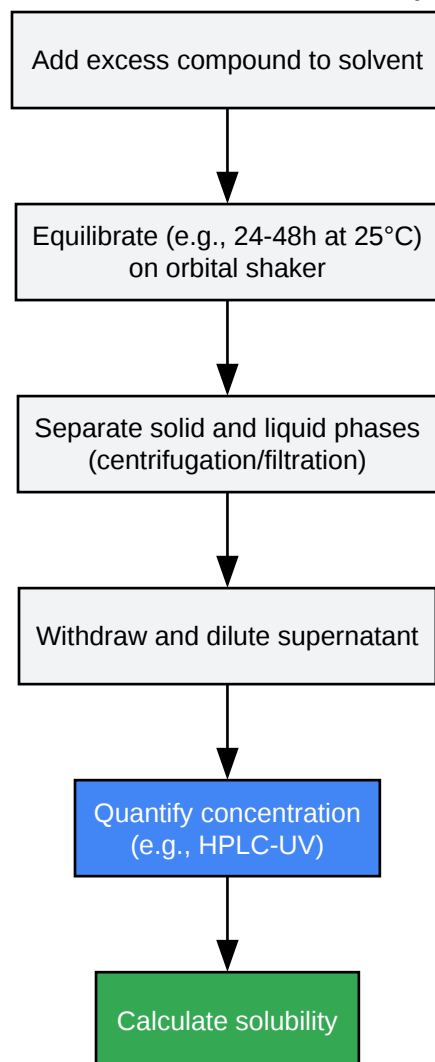 Add excess compound to solvent
Equilibrate (e.g., 24-48h at 25°C)
on orbital shaker
Separate solid and liquid phases
(centrifugation/filtration)
Withdraw and dilute supernatant
Quantify concentration
(e.g., HPLC-UV)
Calculate solubility